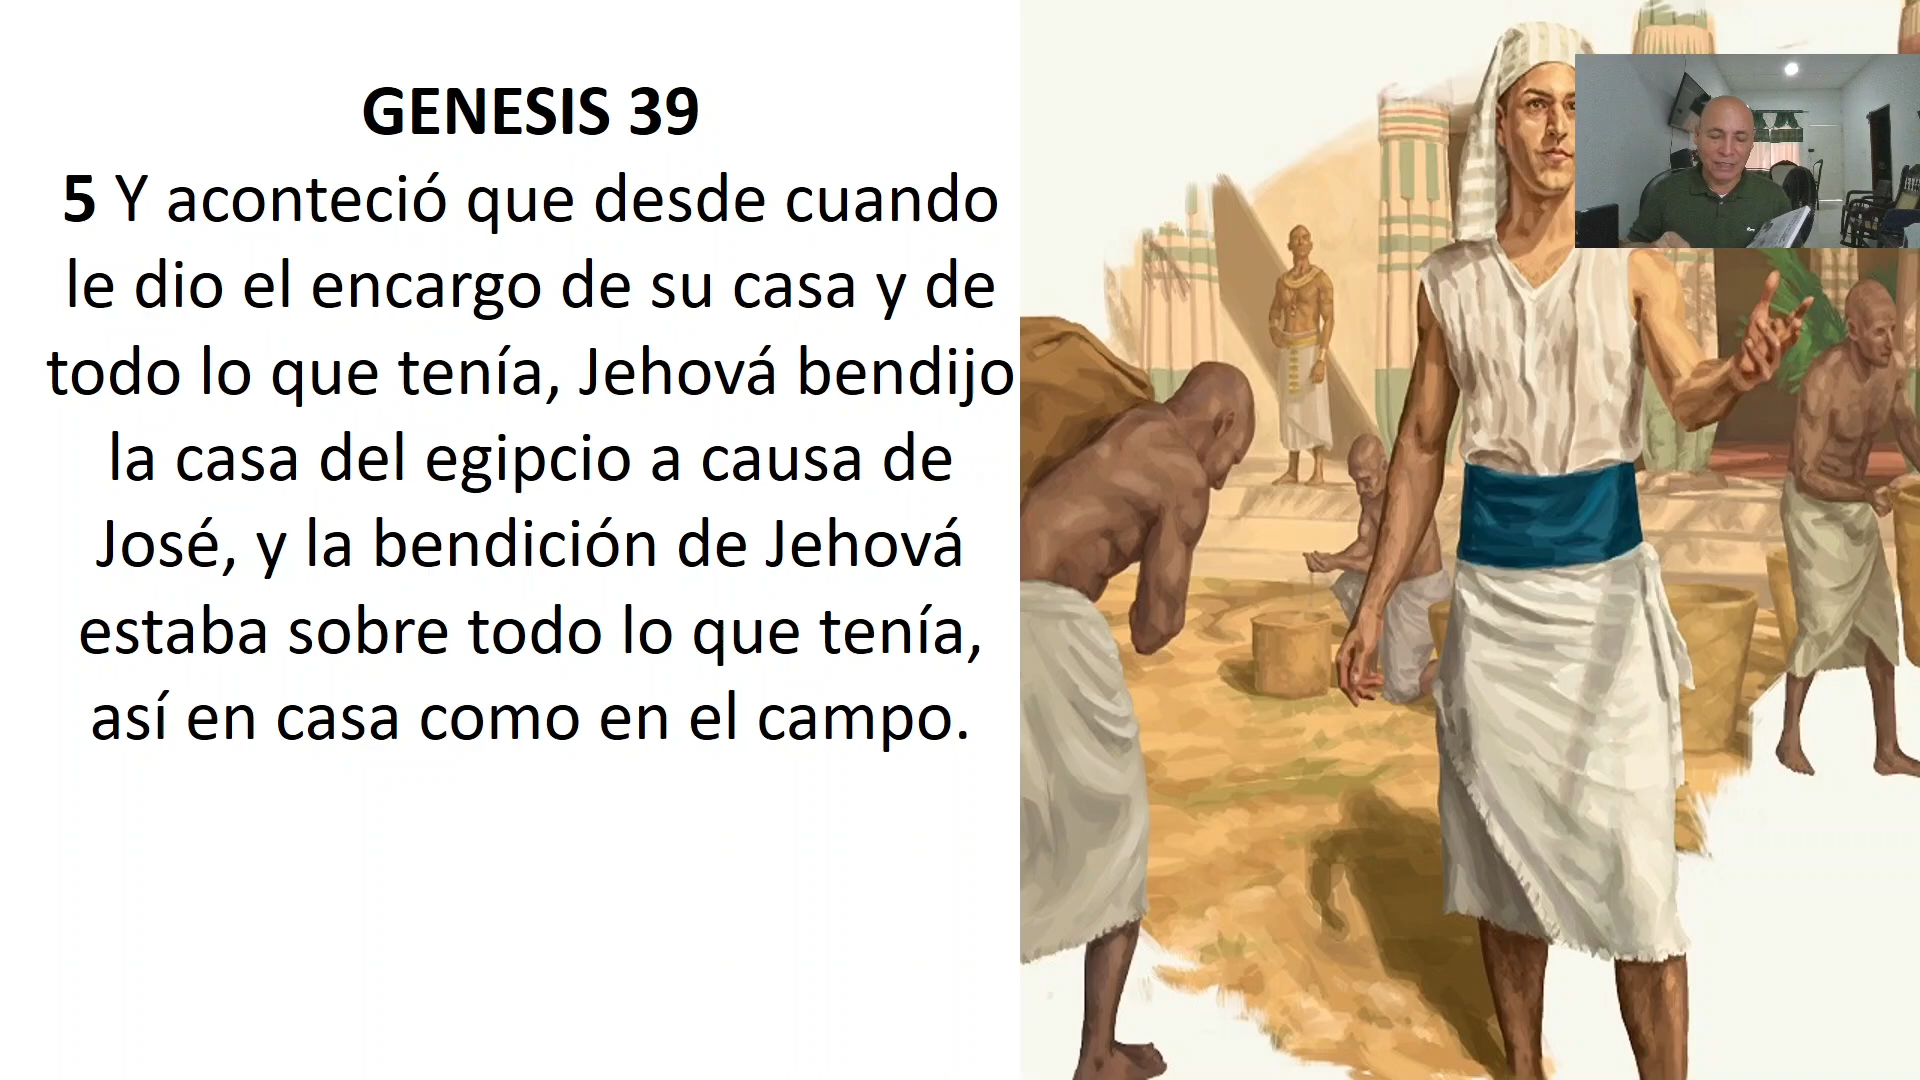 GENESIS 39
5 Y aconteció que desde cuando
le dio el encargo de su casa y de
todo lo que tenía, Jehová bendijo
la casa del egipcio a causa de
José, y la bendición de Jehová
estaba sobre todo lo que tenía,
así en casa como en el campo.